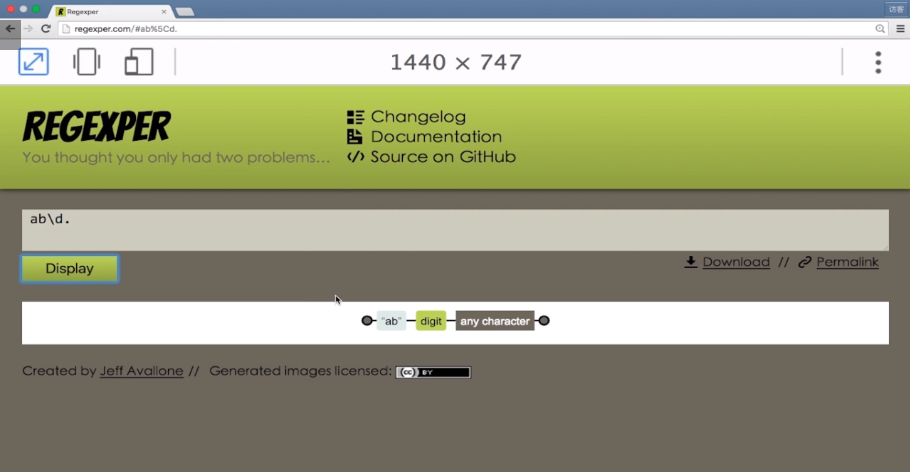 Regexper
访客
regexper.com/#ab%5Cd.
1440 × 747
REGEXPER
You thought you only had two problems...
Changelog
Documentation
Source on GitHub
ab\d.
Display
Download // Permalink
“ab” digit any character
Created by Jeff Avallone // Generated images licensed: (cc) BY